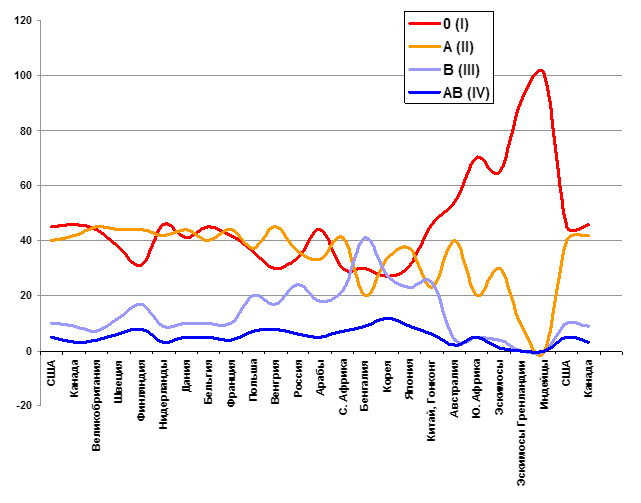 120
100
80
60
40
20
0
-20
0 (I)
A (II)
B (III)
AB (IV)
США
Канада
Великобритания
Швеция
Финляндия
Нидерланды
Дания
Бельгия
Франция
Польша
Венгрия
Россия
Арабы
С. Африка
Бенгалия
Корея
Япония
Китай, Гонконг
Австралия
Ю. Африка
Эскимосы
Эскимосы Гренландии
Индейцы
США
Канада